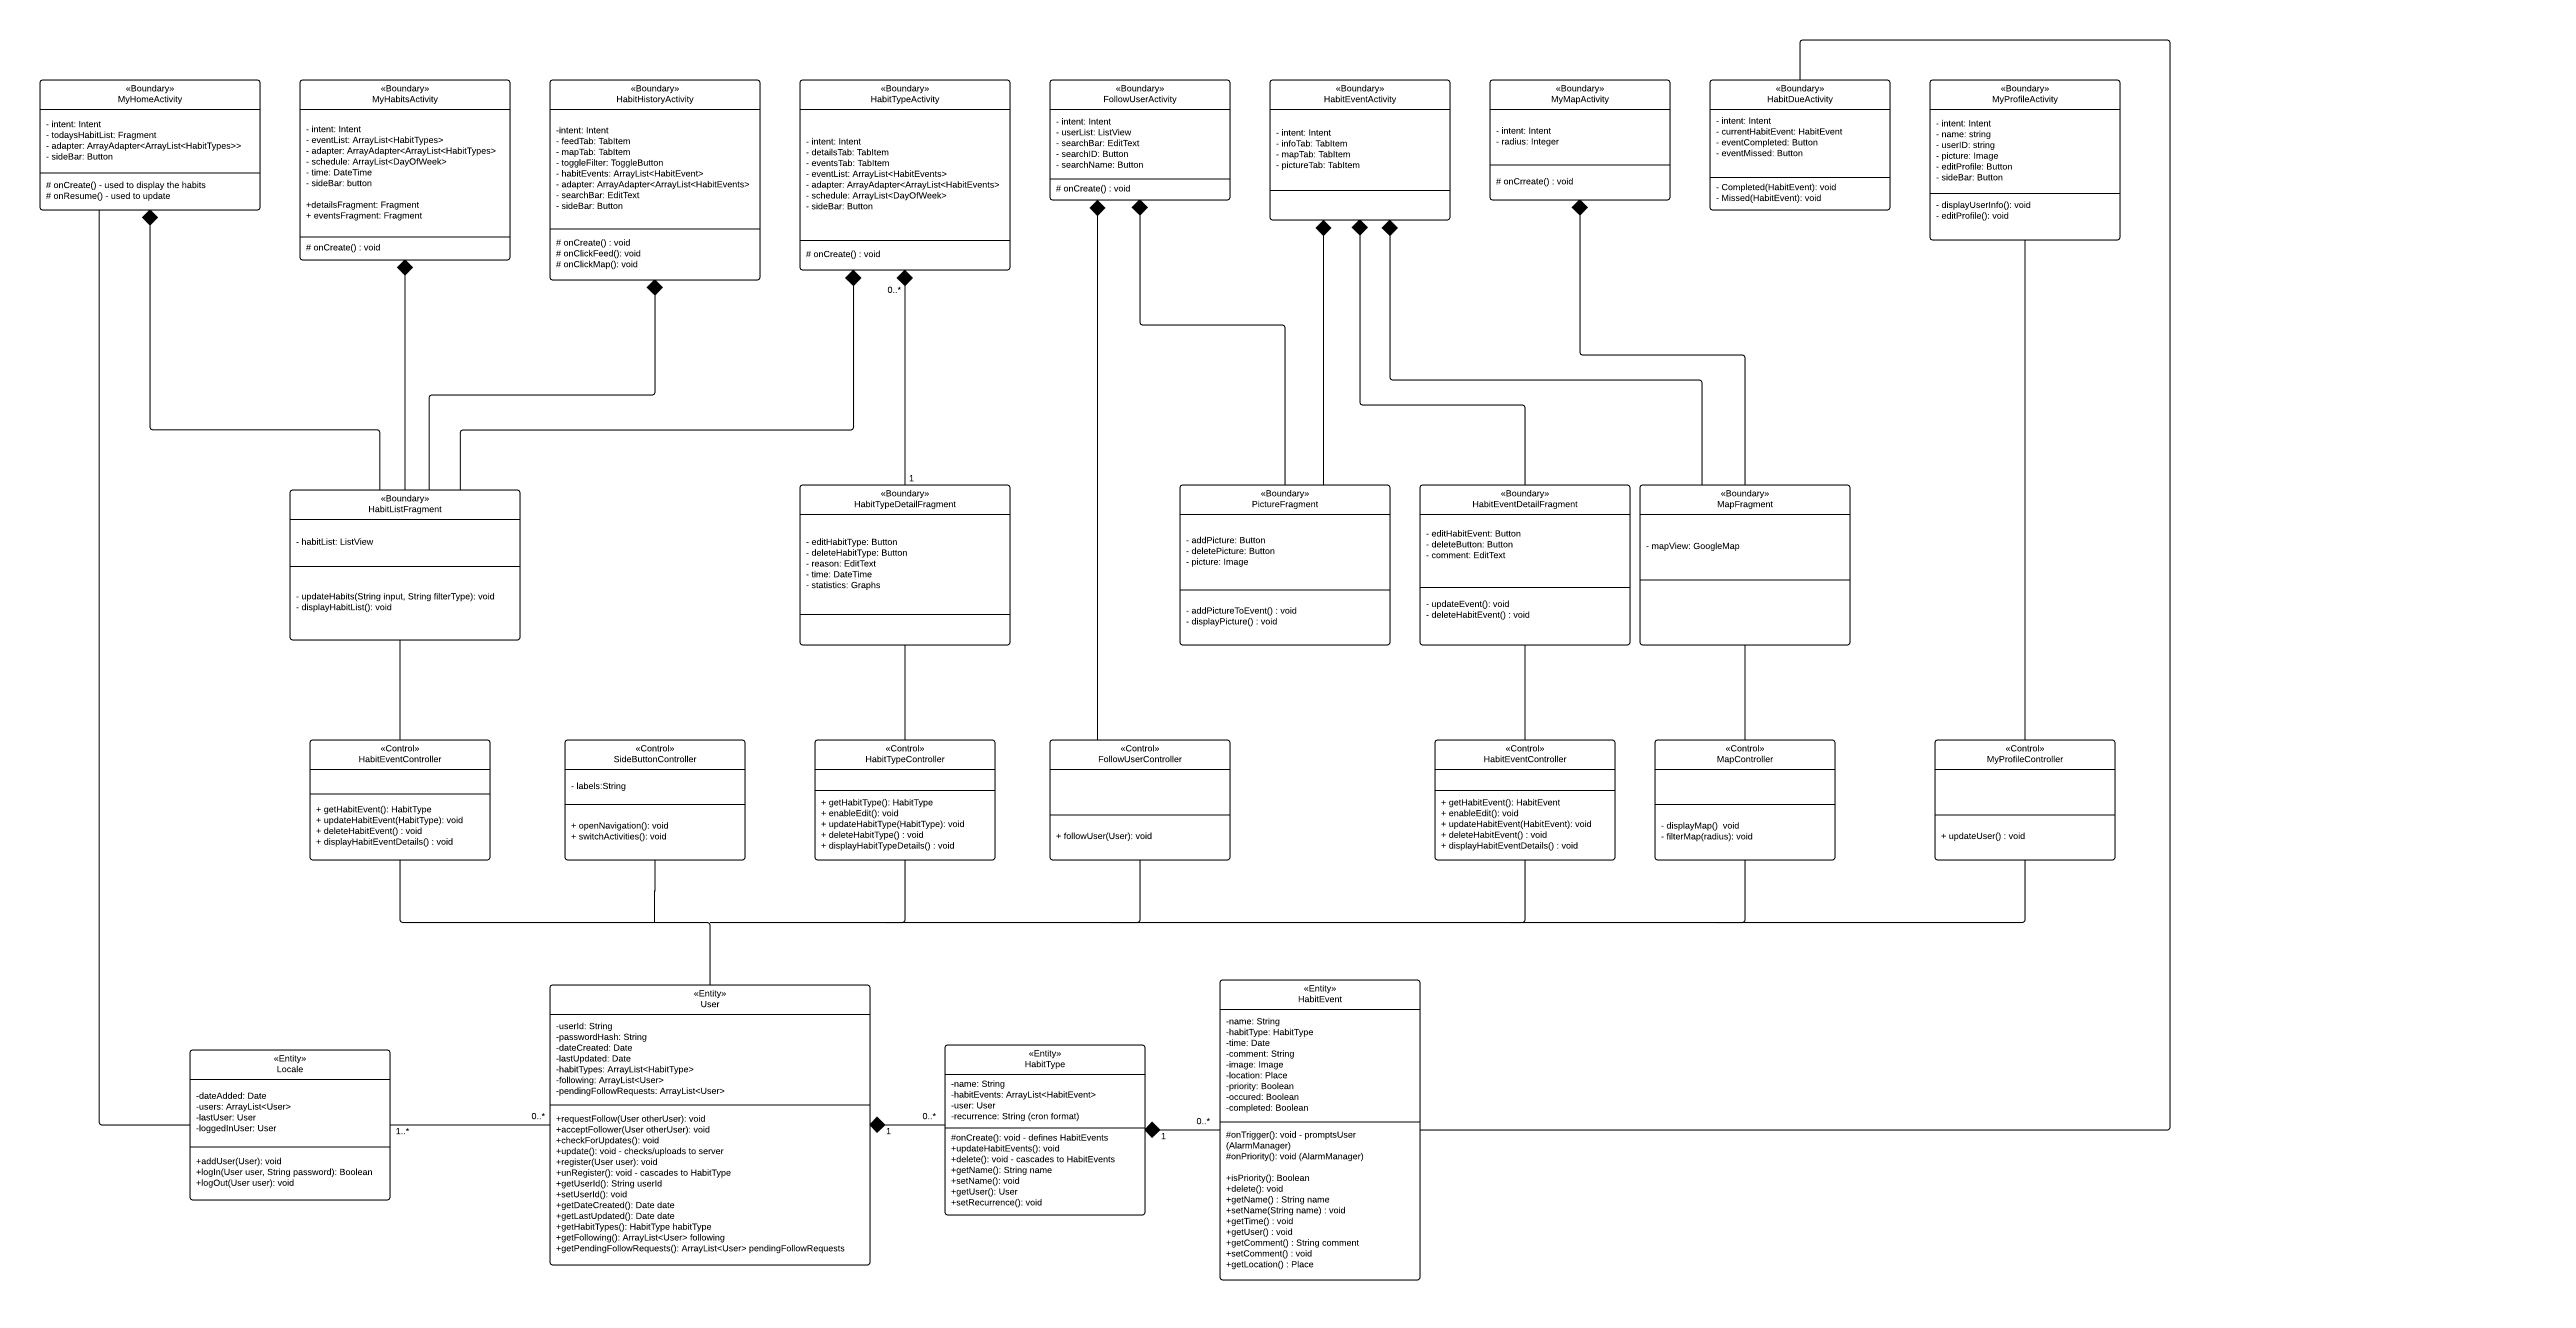 «Boundary»
MyHomeActivity
- intent: Intent
- todaysHabitList: Fragment
- adapter: ArrayAdapter<ArrayList<HabitTypes>>
- sideBar: Button
# onCreate() - used to display the habits
# onResume() - used to update
«Boundary»
MyHabitsActivity
- intent: Intent
- eventList: ArrayList<HabitTypes>
- adapter: ArrayAdapter<ArrayList<HabitTypes>
- schedule: ArrayList<DayOfWeek>
- time: DateTime
- sideBar: button
+detailsFragment: Fragment
+ eventsFragment: Fragment
# onCreate() : void
«Boundary»
HabitHistoryActivity
-intent: Intent
- feedTab: TabItem
- mapTab: TabItem
- toggleFilter: ToggleButton
- habitEvents: ArrayList<HabitEvent>
- adapter: ArrayAdapter<ArrayList<HabitEvents>
- searchBar: EditText
- sideBar: Button
# onCreate() : void
# onClickFeed(): void
# onClickMap(): void
«Boundary»
HabitTypeActivity
- intent: Intent
- detailsTab: TabItem
- eventsTab: TabItem
- eventList: ArrayList<HabitEvents>
- adapter: ArrayAdapter<ArrayList<HabitEvents>
- schedule: ArrayList<DayOfWeek>
- sideBar: Button
# onCreate() : void
«Boundary»
FollowUserActivity
- intent: Intent
- userList: ListView
- searchBar: EditText
- searchID: Button
- searchName: Button
# onCreate() : void
«Boundary»
HabitEventActivity
- intent: Intent
- infoTab: TabItem
- mapTab: TabItem
- pictureTab: TabItem
«Boundary»
MyMapActivity
- intent: Intent
- radius: Integer
# onCrreate() : void
«Boundary»
HabitDueActivity
- intent: Intent
- currentHabitEvent: HabitEvent
- eventCompleted: Button
- eventMissed: Button
- Completed(HabitEvent): void
- Missed(HabitEvent): void
«Boundary»
MyProfileActivity
- intent: Intent
- name: string
- userID: string
- picture: Image
- editProfile: Button
- sideBar: Button
- displayUserInfo(): void
- editProfile(): void
0..*
1
«Boundary»
HabitListFragment
- habitList: ListView
- updateHabits(String input, String filterType): void
- displayHabitList(): void
«Boundary»
HabitTypeDetailFragment
- editHabitType: Button
- deleteHabitType: Button
- reason: EditText
- time: DateTime
- statistics: Graphs
«Boundary»
PictureFragment
- addPicture: Button
- deletePicture: Button
- picture: Image
- addPictureToEvent() : void
- displayPicture() : void
«Boundary»
HabitEventDetailFragment
- editHabitEvent: Button
- deleteButton: Button
- comment: EditText
- updateEvent(): void
- deleteHabitEvent() : void
«Boundary»
MapFragment
- mapView: GoogleMap
«Control»
HabitEventController
+ getHabitEvent(): HabitType
+ updateHabitEvent(HabitType): void
+ deleteHabitEvent() : void
+ displayHabitEventDetails() : void
«Control»
SideButtonController
- labels:String
+ openNavigation(): void
+ switchActivities(): void
«Control»
HabitTypeController
+ getHabitType(): HabitType
+ enableEdit(): void
+ updateHabitType(HabitType): void
+ deleteHabitType() : void
+ displayHabitTypeDetails() : void
«Control»
FollowUserController
+ followUser(User): void
«Control»
HabitEventController
+ getHabitEvent(): HabitEvent
+ enableEdit(): void
+ updateHabitEvent(HabitEvent): void
+ deleteHabitEvent() : void
+ displayHabitEventDetails() : void
«Control»
MapController
- displayMap()  void
- filterMap(radius): void
«Control»
MyProfileController
+ updateUser() : void
«Entity»
Locale
-dateAdded: Date
-users: ArrayList<User>
-lastUser: User
-loggedInUser: User
+addUser(User): void
+logIn(User user, String password): Boolean
+logOut(User user): void
1..*
0..*
«Entity»
User
-userId: String
-passwordHash: String
-dateCreated: Date
-lastUpdated: Date
-habitTypes: ArrayList<HabitType>
-following: ArrayList<User>
-pendingFollowRequests: ArrayList<User>
+requestFollow(User otherUser): void
+acceptFollower(User otherUser): void
+checkForUpdates(): void
+update(): void - checks/uploads to server
+register(User user): void
+unRegister(): void - cascades to HabitType
+getUserId(): String userId
+setUserId(): void
+getDateCreated(): Date date
+getLastUpdated(): Date date
+getHabitTypes(): HabitType habitType
+getFollowing(): ArrayList<User> following
+getPendingFollowRequests(): ArrayList<User> pendingFollowRequests
1
0..*
«Entity»
HabitType
-name: String
-habitEvents: ArrayList<HabitEvent>
-user: User
-recurrence: String (cron format)
#onCreate(): void - defines HabitEvents
+updateHabitEvents(): void
+delete(): void - cascades to HabitEvents
+getName(): String name
+setName(): void
+getUser(): User
+setRecurrence(): void
1
0..*
«Entity»
HabitEvent
-name: String
-habitType: HabitType
-time: Date
-comment: String
-image: Image
-location: Place
-priority: Boolean
-occured: Boolean
-completed: Boolean
#onTrigger(): void - promptsUser
(AlarmManager)
#onPriority(): void (AlarmManager)
+isPriority(): Boolean
+delete(): void
+getName() : String name
+setName(String name) : void
+getTime() : void
+getUser() : void
+getComment() : String comment
+setComment() : void
+getLocation() : Place